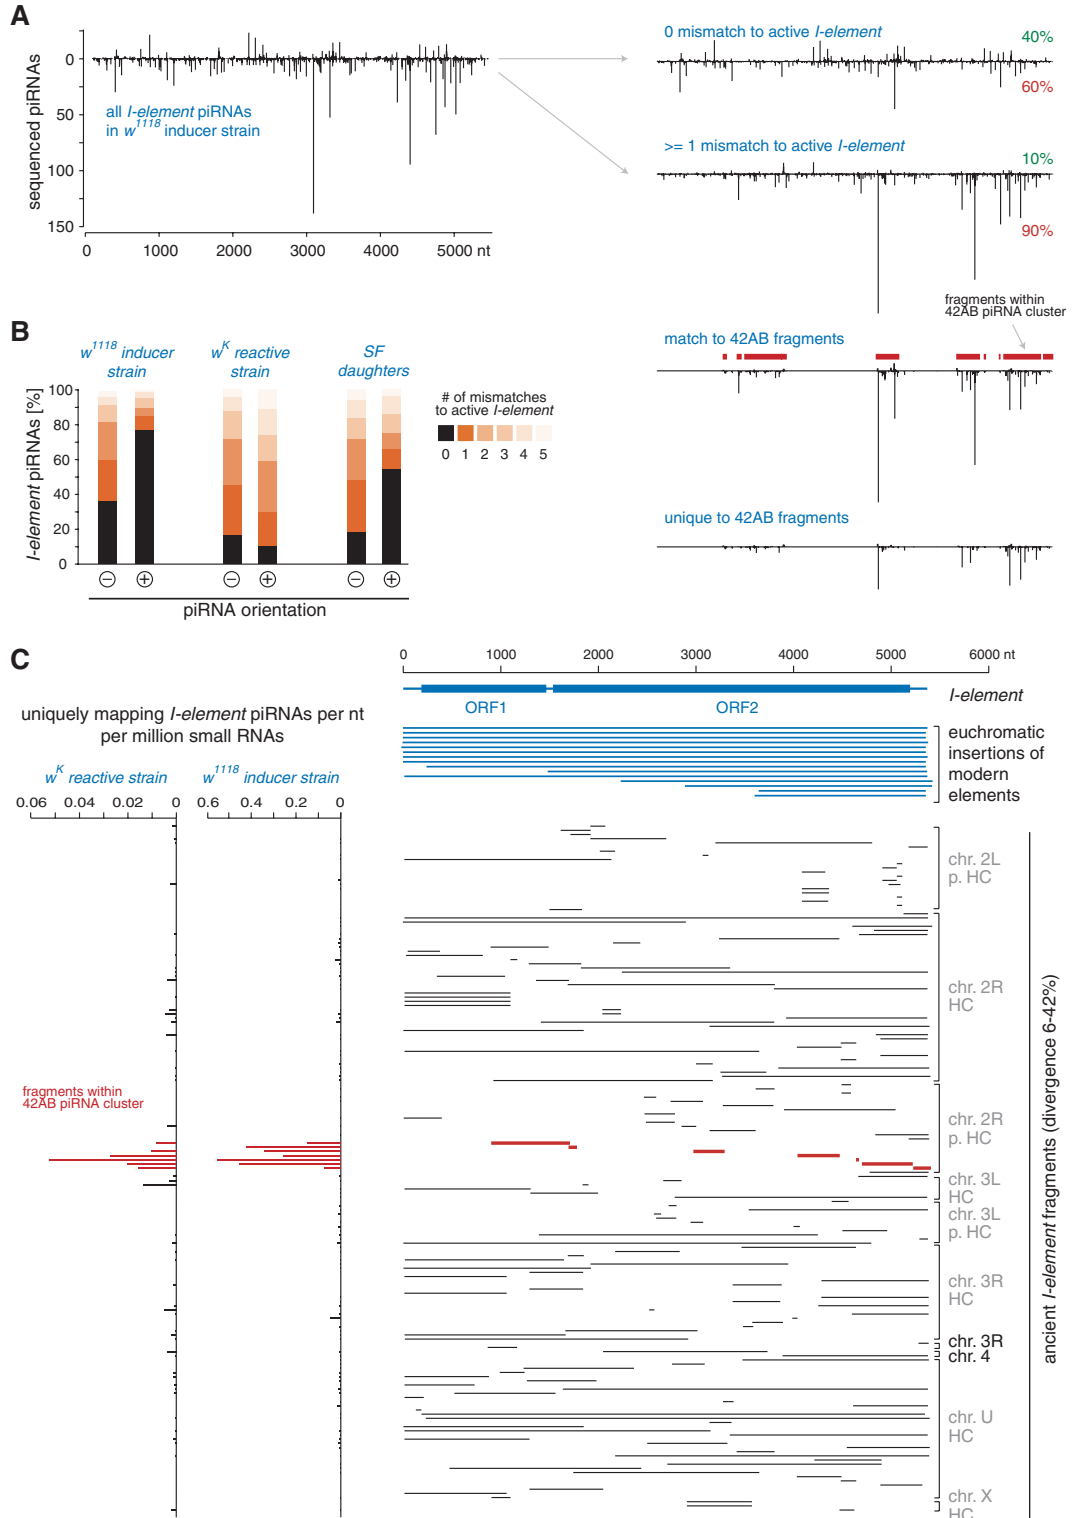 A
sequenced piRNAs
0
50
100
150
0
1000
2000
3000
4000
5000 nt
all I-element piRNAs
in w1118 inducer strain
0 mismatch to active I-element
40%
60%
>= 1 mismatch to active I-element
10%
90%
fragments within
42AB piRNA cluster
match to 42AB fragments
unique to 42AB fragments
B
w1118 inducer
strain
wK reactive
strain
SF
daughters
I-element piRNAs [%]
100
80
60
40
20
0
− + − + − +
piRNA orientation
# of mismatches
to active I-element
0 1 2 3 4 5
C
0 1000 2000 3000 4000 5000 6000 nt
I-element
ORF1
ORF2
euchromatic
insertions of
modern
elements
uniquely mapping I-element piRNAs per nt
per million small RNAs
wK reactive strain
w1118 inducer strain
0.06 0.04 0.02 0
0.6 0.4 0.2 0
fragments within
42AB piRNA cluster
chr. 2L
p. HC
chr. 2R
HC
chr. 2R
p. HC
chr. 3L
HC
chr. 3L
p. HC
chr. 3R
HC
chr. 3R
chr. 4
chr. U
HC
chr. X
HC
ancient I-element fragments (divergence 6-42%)